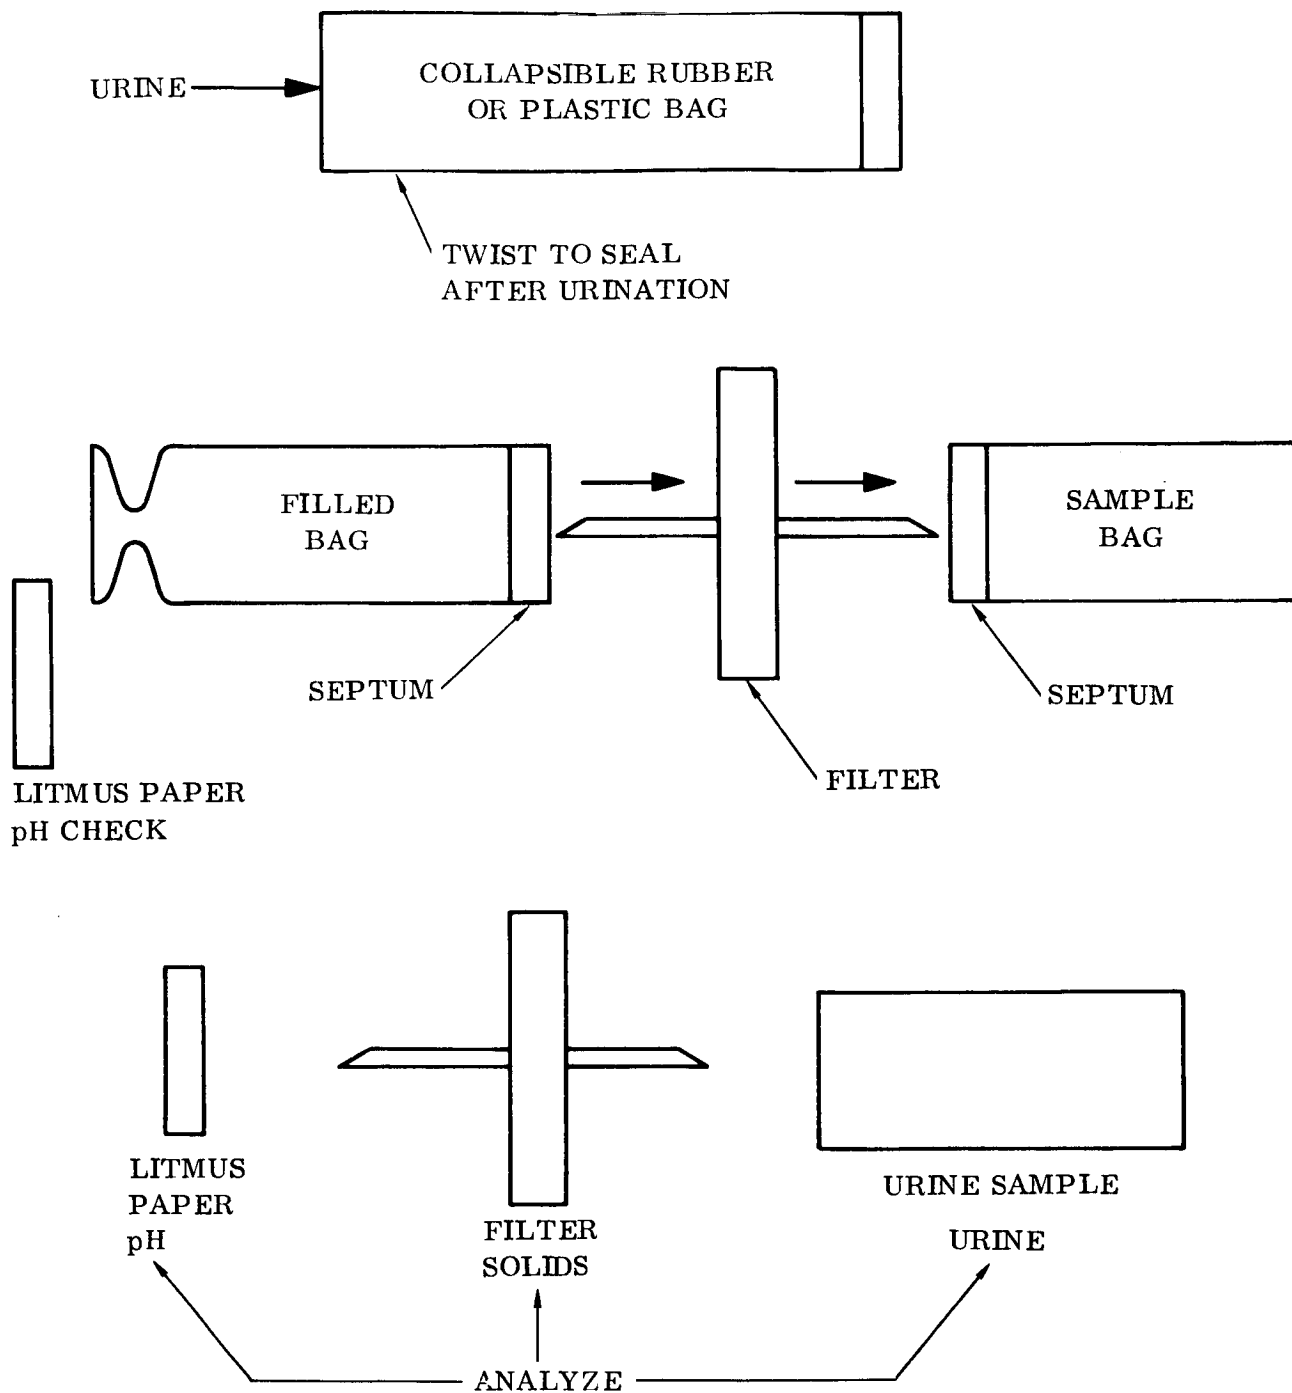 URINE
COLLAPSIBLE RUBBER
OR PLASTIC BAG
TWIST TO SEAL
AFTER URINATION
FILLED
BAG
SAMPLE
BAG
SEPTUM
SEPTUM
FILTER
LITMUS PAPER
pH CHECK
LITMUS
PAPER
pH
FILTER
SOLIDS
URINE SAMPLE
URINE
ANALYZE